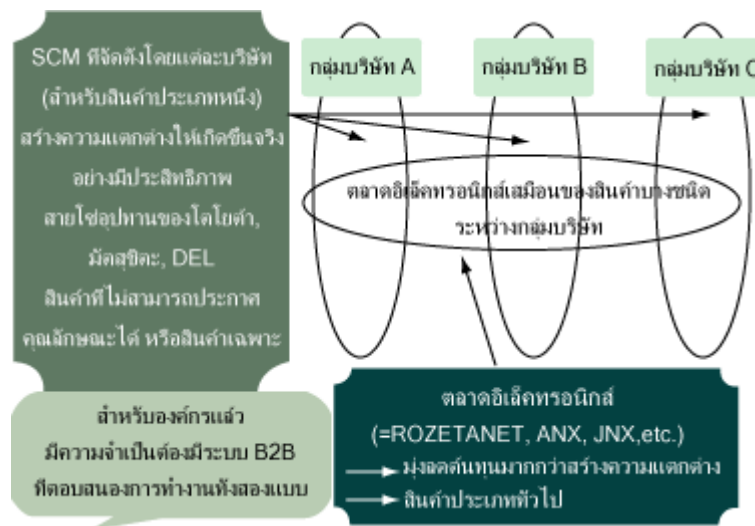 SCM ที่จัดตั้งโดยแต่ละบริษัท
(สำหรับสินค้าประเภทหนึ่ง)
สร้างความแตกต่างให้เกิดขึ้นจริง
อย่างมีประสิทธิภาพ
สายโซ่อุปทานของโตโยต้า,
มัตสุชิตะ, DEL
สินค้าที่ไม่สามารถประกาศ
คุณลักษณะได้ หรือสินค้าเฉพาะ
กลุ่มบริษัท A
กลุ่มบริษัท B
กลุ่มบริษัท C
ตลาดอิเล็คทรอนิกส์เสมือนของสินค้าบางชนิด
ระหว่างกลุ่มบริษัท
สำหรับองค์กรแล้ว
มีความจำเป็นต้องมีระบบ B2B
ที่ตอบสนองการทำงานทั้งสองแบบ
ตลาดอิเล็คทรอนิกส์
(=ROZETANET, ANX, JNX,etc.)
มุ่งลดต้นทุนมากกว่าสร้างความแตกต่าง
สินค้าประเภททั่วไป